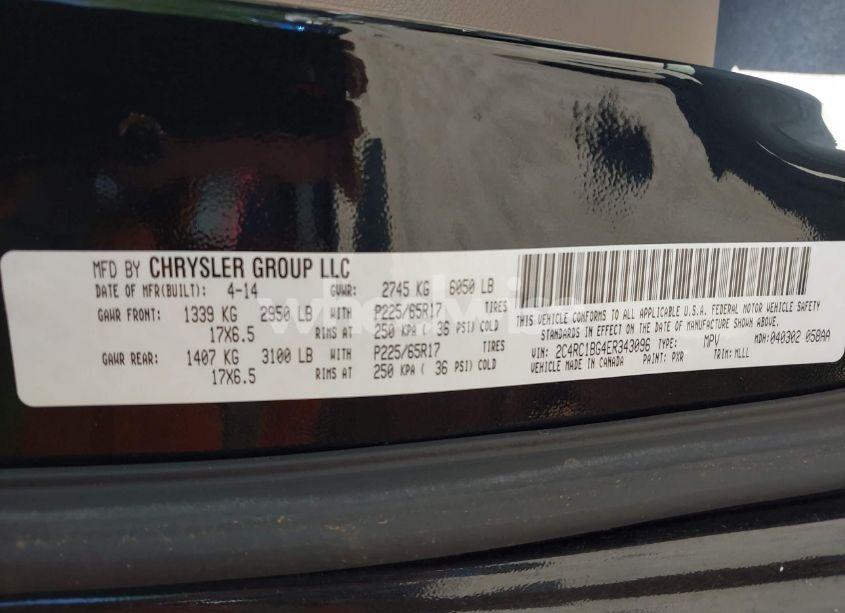 MFD BY CHRYSLER GROUP LLC
DATE OF MFR(BUILT): 4-14 GVWR: 2745 KG 6050 LB
GAWR FRONT: 1339 KG 2950 LB WITH P225/65R17 TIRES
17X6.5 RIMS AT 250 KPA ( 36 PSI) COLD
GAWR REAR: 1407 KG 3100 LB WITH P225/65R17 TIRES
17X6.5 RIMS AT 250 KPA ( 36 PSI) COLD
THIS VEHICLE CONFORMS TO ALL APPLICABLE U.S.A. FEDERAL MOTOR VEHICLE SAFETY
STANDARDS IN EFFECT ON THE DATE OF MANUFACTURE SHOWN ABOVE.
VIN: 2C4RC1BG4ER343096 TYPE: MPV MDH: 040302 058AA
VEHICLE MADE IN CANADA PAINT: PXR TRIM: MLLL